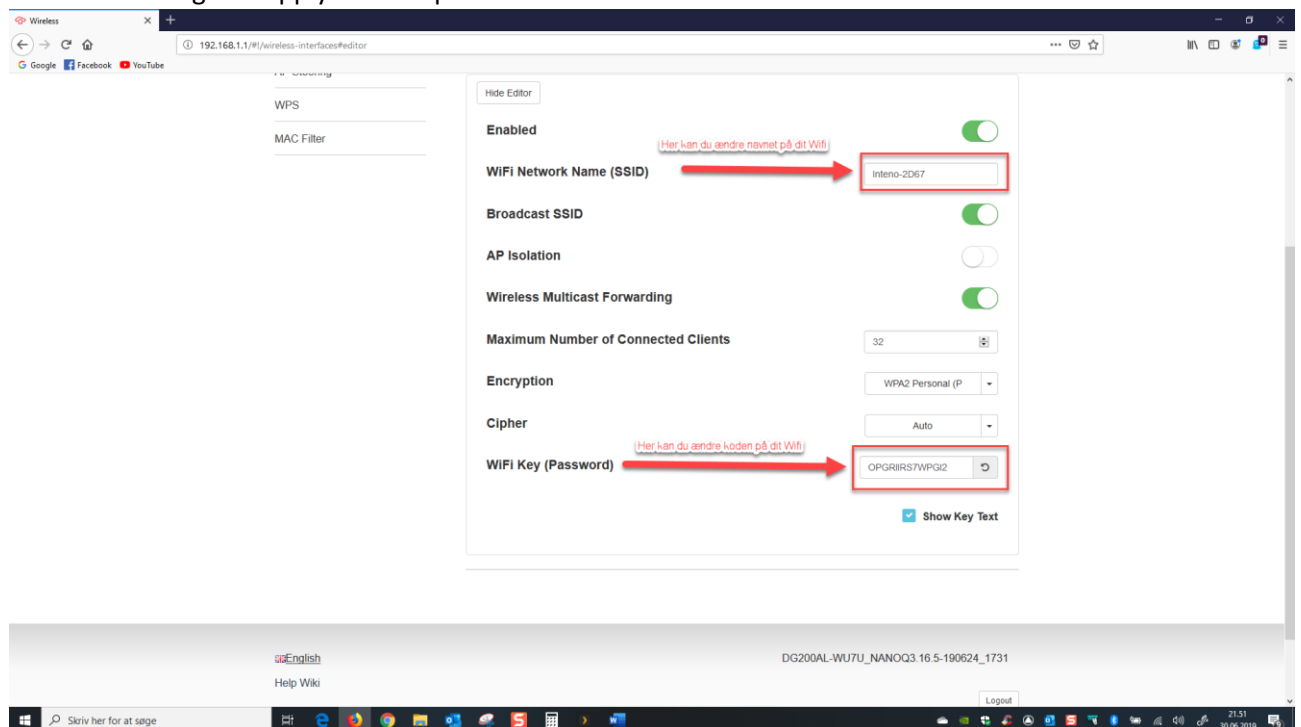 Wireless
192.168.1.1/#!/wireless-interfaces#editor
Google Facebook YouTube
WPS
MAC Filter
Hide Editor
Enabled
Her kan du ændre navnet på dit Wifi
WiFi Network Name (SSID)
Inteno-2D67
Broadcast SSID
AP Isolation
Wireless Multicast Forwarding
Maximum Number of Connected Clients
32
Encryption
WPA2 Personal (P
Cipher
Auto
Her kan du ændre koden på dit Wifi
WiFi Key (Password)
OPGRIIRS7WPGI2
Show Key Text
English
DG200AL-WU7U_NANOQ3.16.5-190624_1731
Help Wiki
Logout
Skriv her for at søge
21.51
30.06.2019